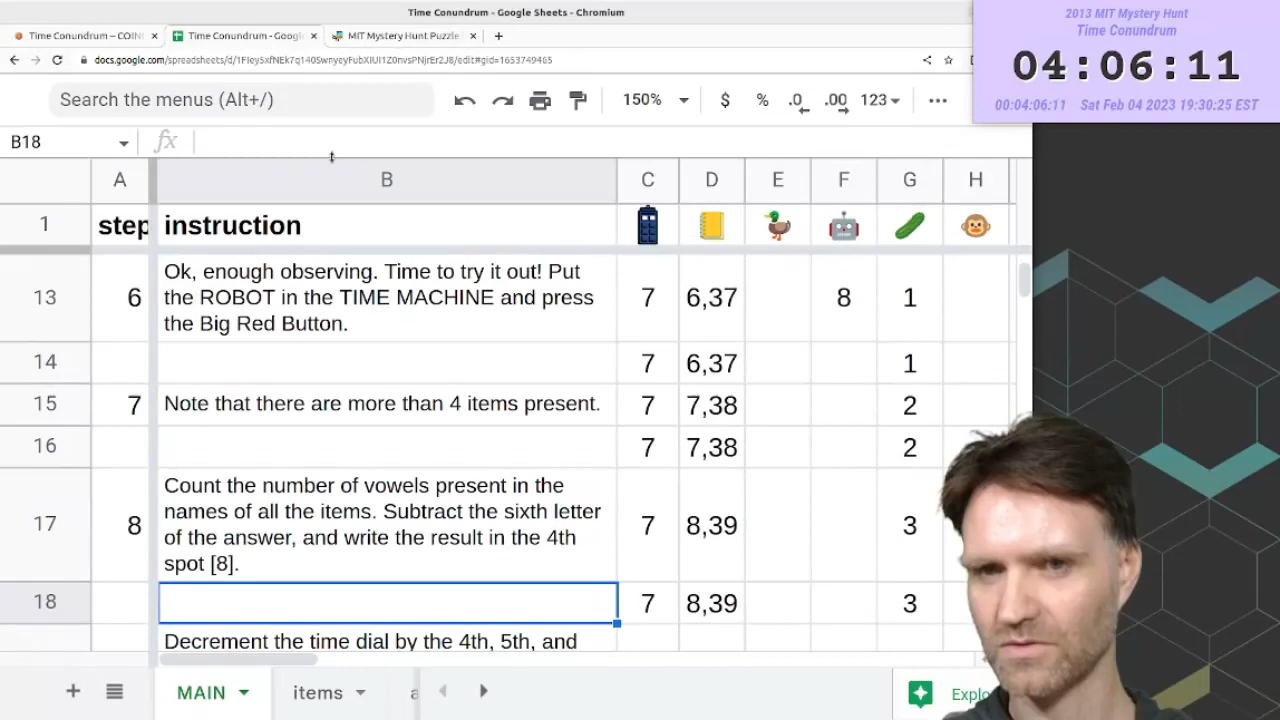 Time Conundrum - Google Sheets - Chromium
Time Conundrum – COIN
Time Conundrum - Googl
MIT Mystery Hunt Puzzle
Search the menus (Alt+/)
150%
$ % .0 .00 123
B18
A B C D E F G H
1 step instruction
13 6 Ok, enough observing. Time to try it out! Put 7 6,37 8 1
the ROBOT in the TIME MACHINE and press
the Big Red Button.
14 7 6,37 1
15 7 Note that there are more than 4 items present. 7 7,38 2
16 7 7,38 2
17 8 Count the number of vowels present in the 7 8,39 3
names of all the items. Subtract the sixth letter
of the answer, and write the result in the 4th
spot [8].
18 7 8,39 3
Decrement the time dial by the 4th, 5th, and
MAIN items
Explo
2013 MIT Mystery Hunt
Time Conundrum
04:06:11
00:04:06:11 Sat Feb 04 2023 19:30:25 EST